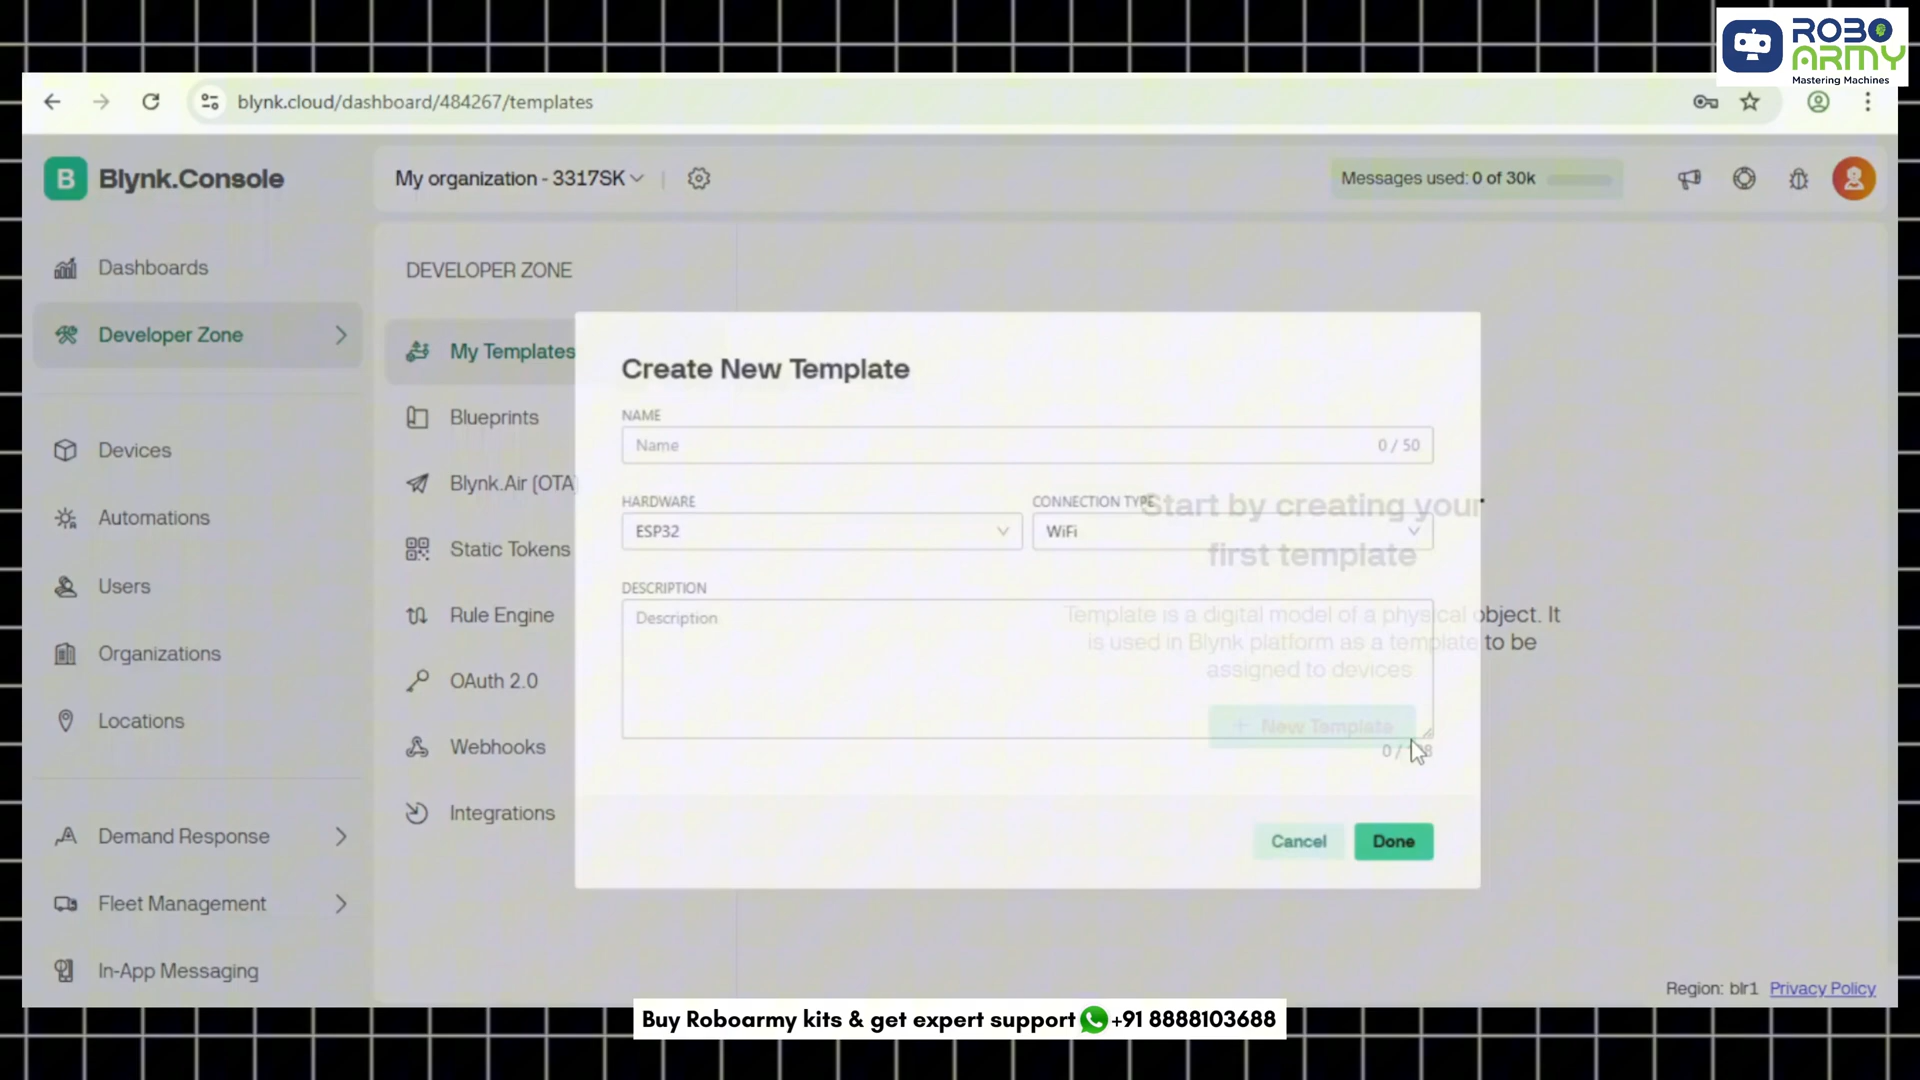 ROBO
ARMY
Mastering Machines
blynk.cloud/dashboard/484267/templates
B Blynk.Console
My organization - 3317SK
Messages used: 0 of 30k
Dashboards
Developer Zone
Devices
Automations
Users
Organizations
Locations
Demand Response
Fleet Management
In-App Messaging
DEVELOPER ZONE
My Templates
Blueprints
Blynk.Air (OTA)
Static Tokens
Rule Engine
OAuth 2.0
Webhooks
Integrations
Create New Template
NAME
Name 0 / 50
HARDWARE
CONNECTION TYPE
ESP32
WiFi
DESCRIPTION
Description
Start by creating your
first template
Template is a digital model of a physical object. It
is used in Blynk platform as a template to be
assigned to devices
+ New Template
0 /
Cancel
Done
Region: blr1 Privacy Policy
Buy Roboarmy kits & get expert support +91 8888103688